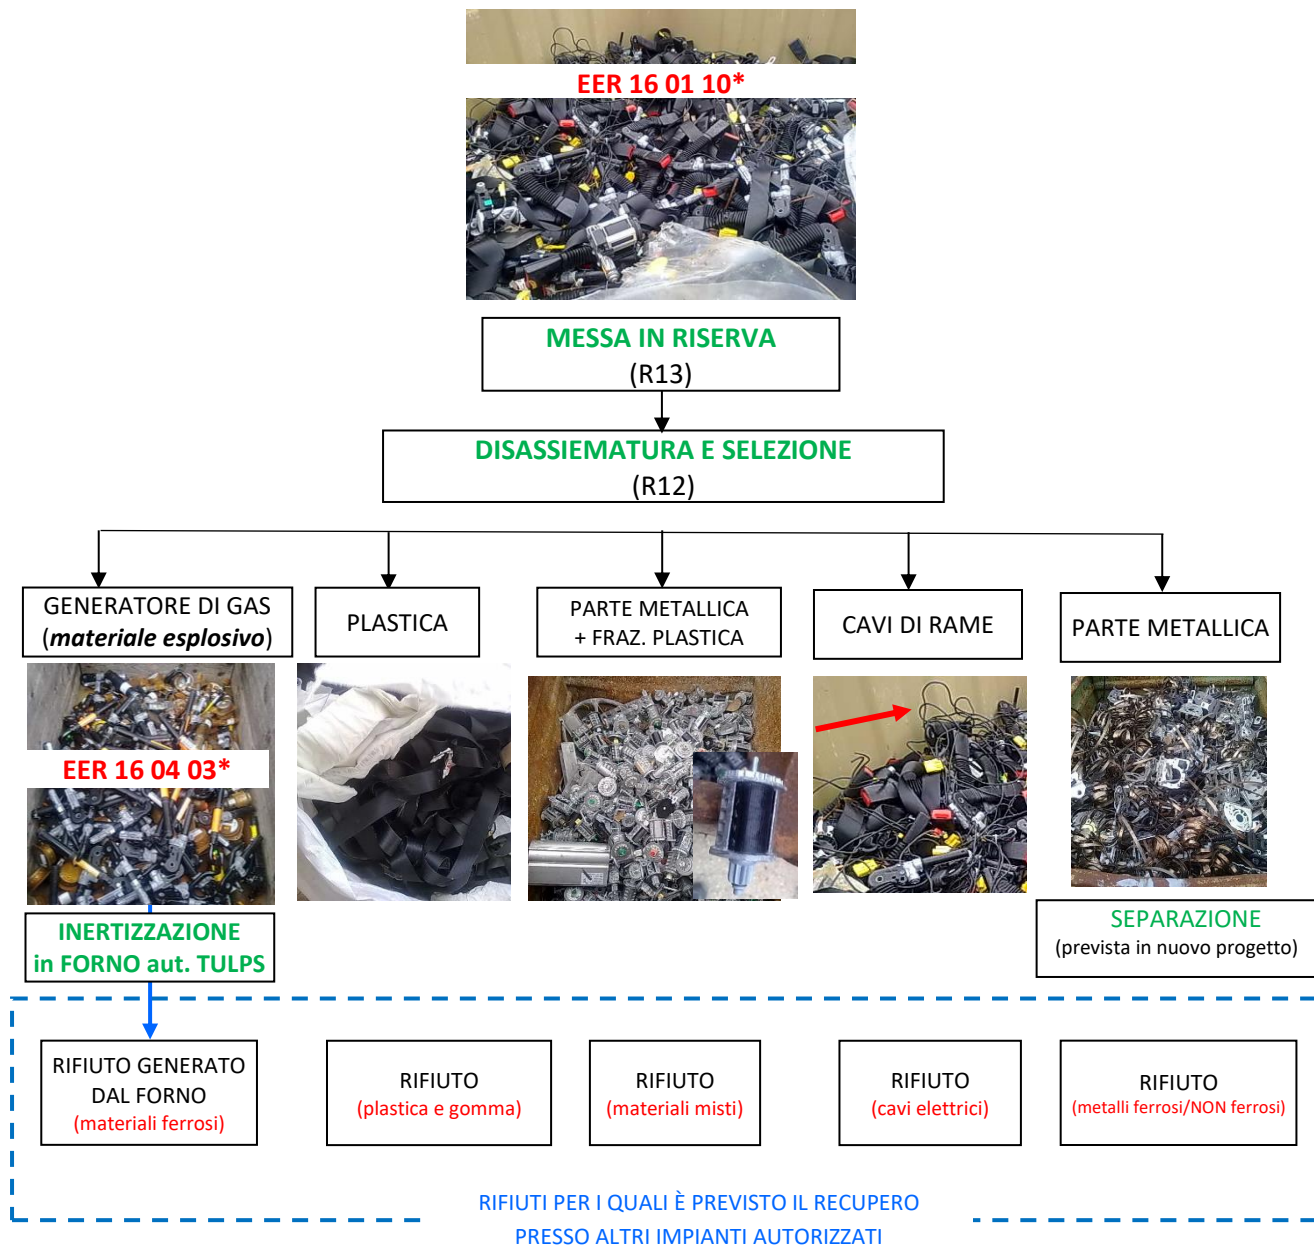 EER 16 01 10*
MESSA IN RISERVA
(R13)
DISASSIEMATURA E SELEZIONE
(R12)
GENERATORE DI GAS
(materiale esplosivo)
PLASTICA
PARTE METALLICA
+ FRAZ. PLASTICA
CAVI DI RAME
PARTE METALLICA
EER 16 04 03*
INERTIZZAZIONE
in FORNO aut. TULPS
SEPARAZIONE
(prevista in nuovo progetto)
RIFIUTO GENERATO
DAL FORNO
(materiali ferrosi)
RIFIUTO
(plastica e gomma)
RIFIUTO
(materiali misti)
RIFIUTO
(cavi elettrici)
RIFIUTO
(metalli ferrosi/NON ferrosi)
RIFIUTI PER I QUALI È PREVISTO IL RECUPERO
PRESSO ALTRI IMPIANTI AUTORIZZATI